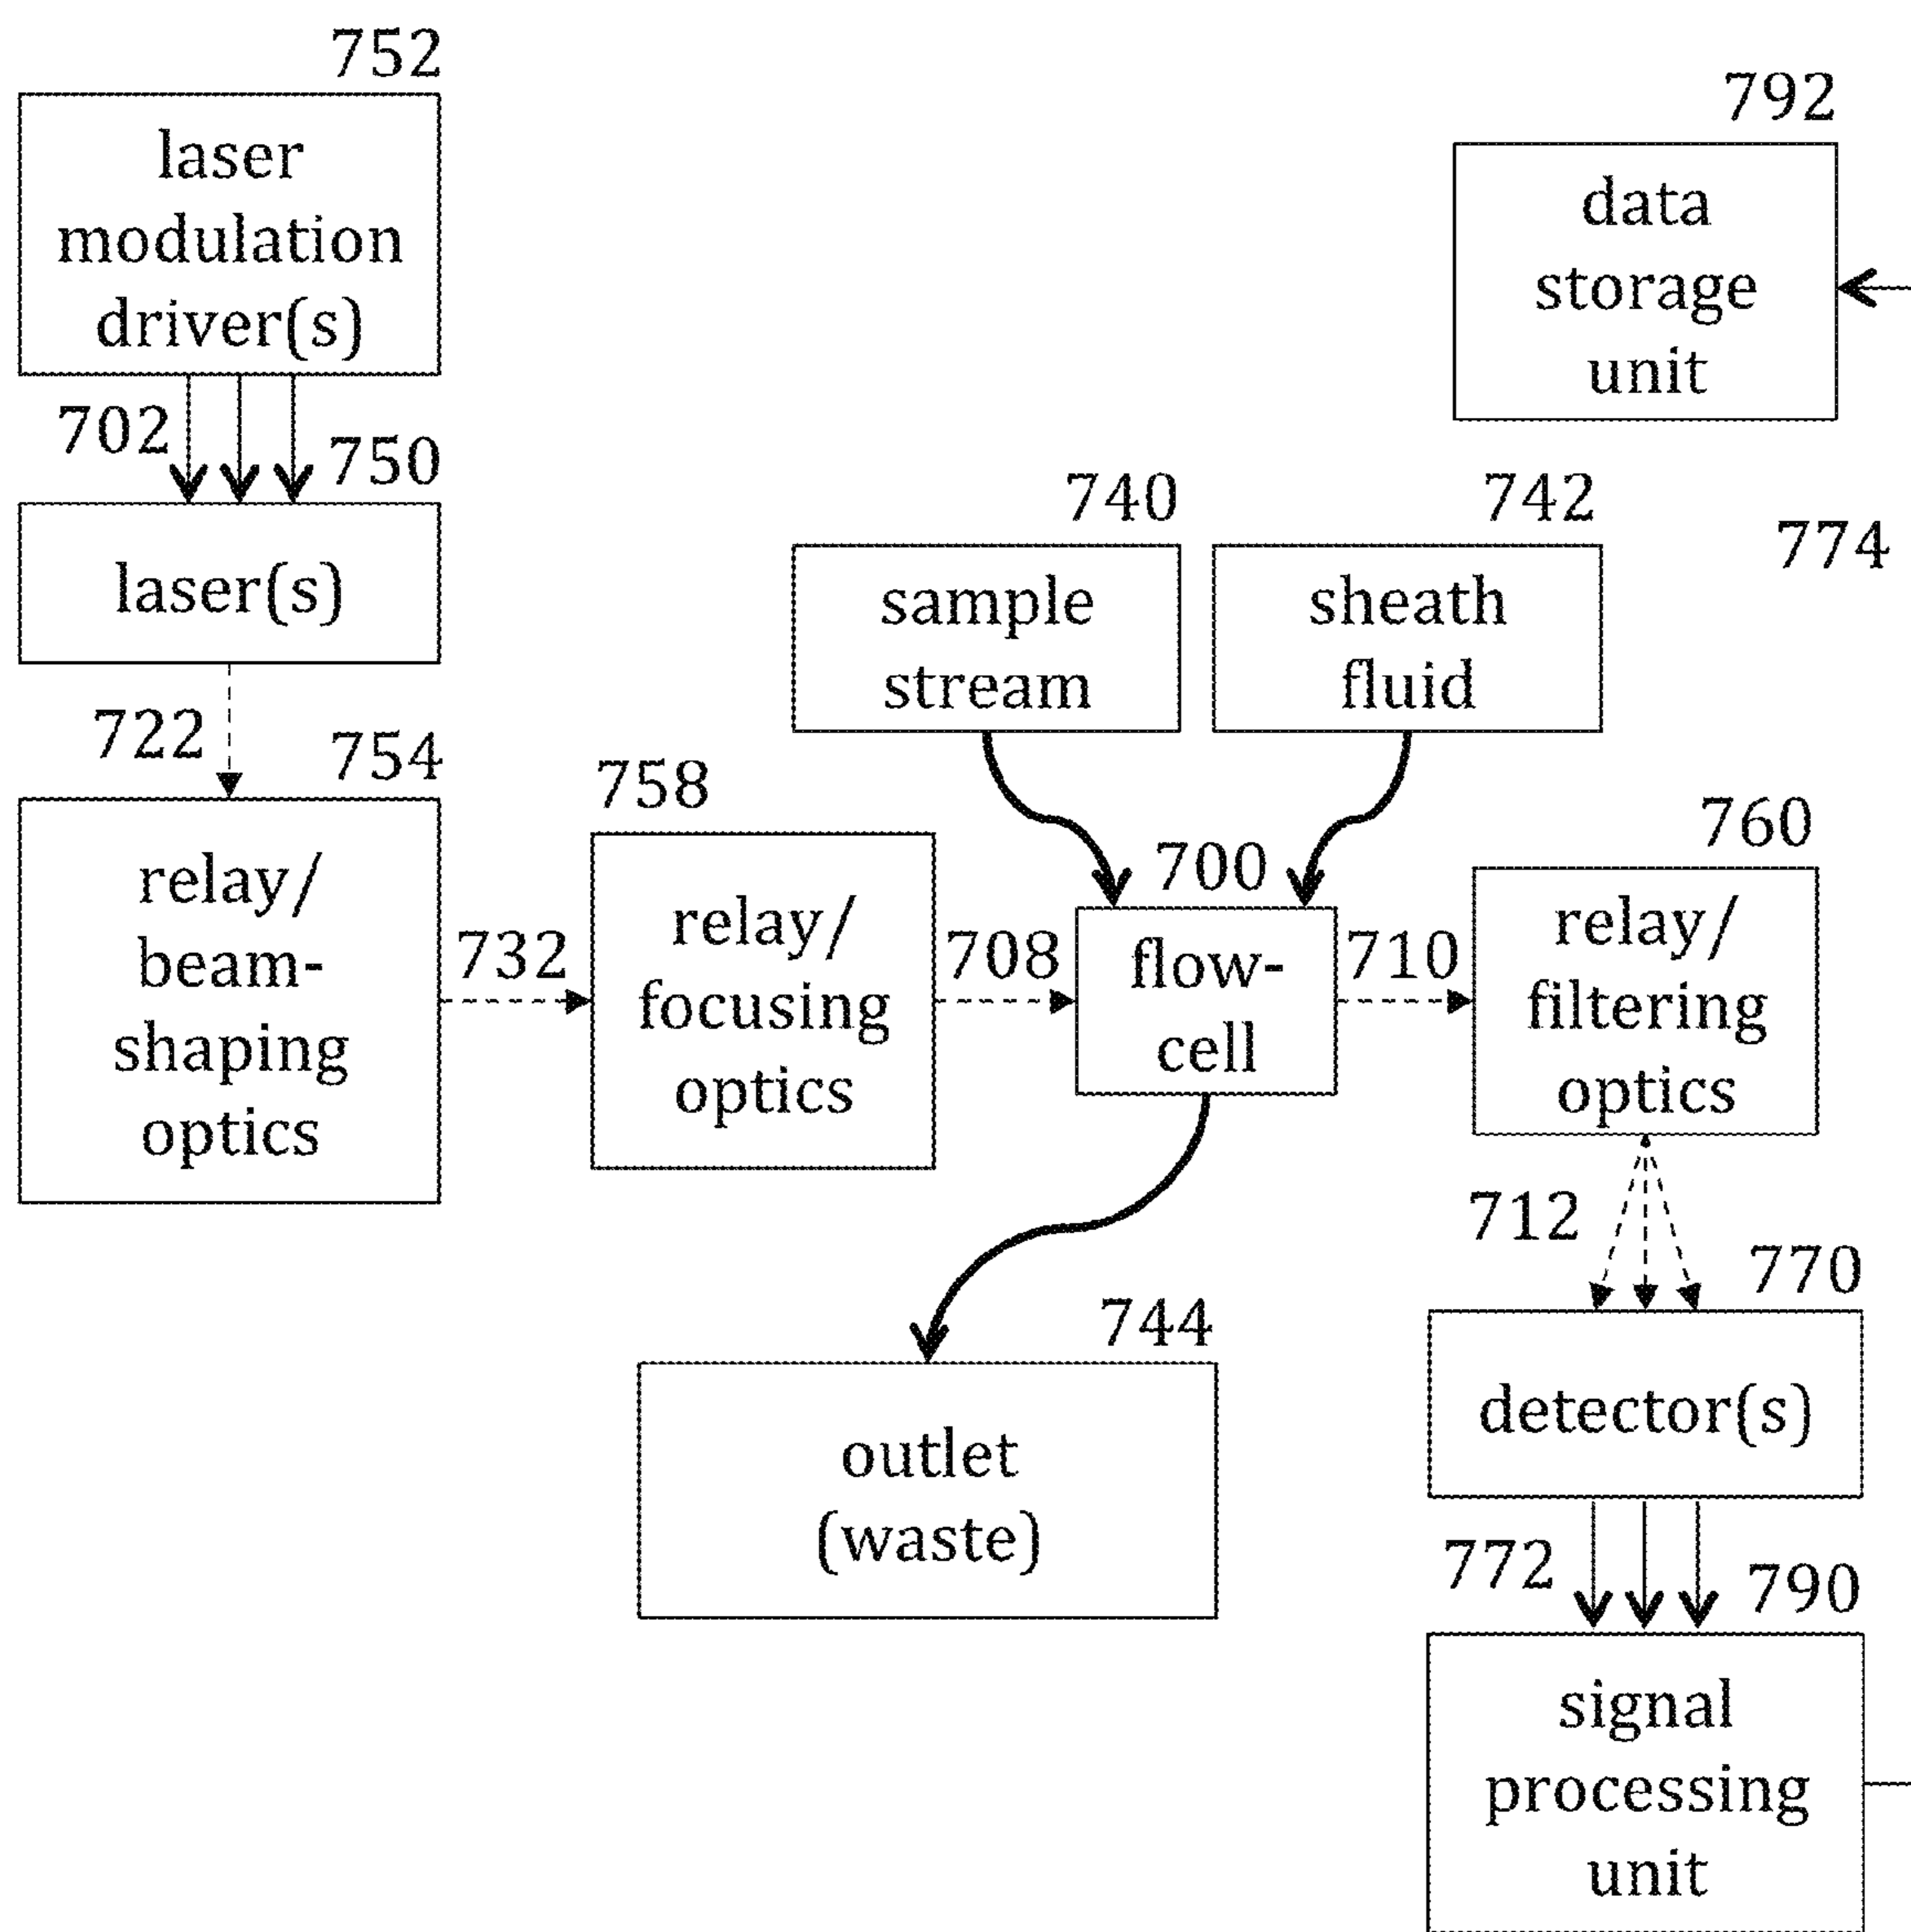 752
laser
modulation
driver(s)
702
750
laser(s)
722
754
relay/
beam-
shaping
optics
732
758
relay/
focusing
optics
708
740
sample
stream
742
sheath
fluid
700
flow-
cell
710
744
outlet
(waste)
760
relay/
filtering
optics
712
770
detector(s)
772
790
signal
processing
unit
774
792
data
storage
unit